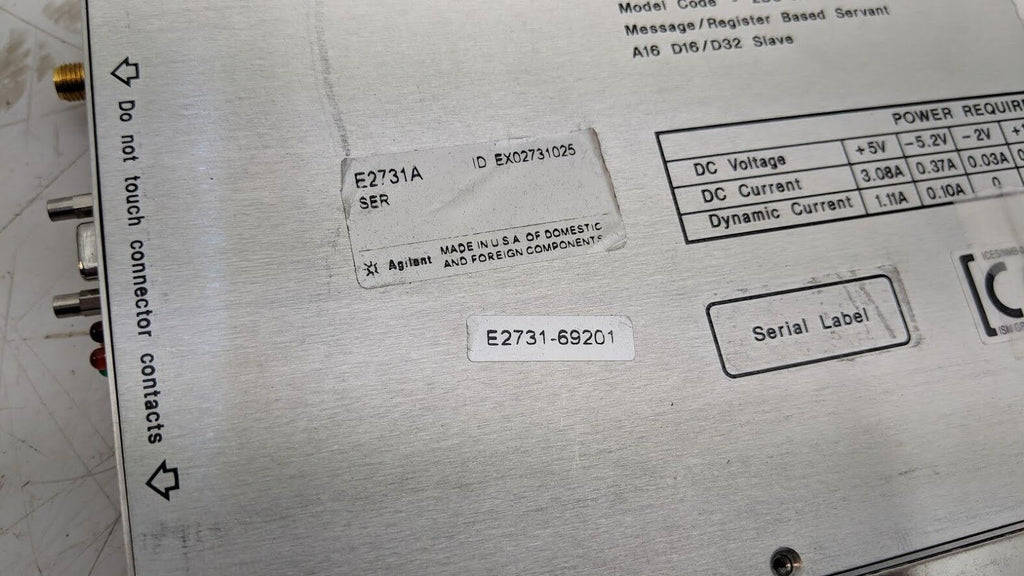 Model Code
Message/Register Based Servant
A16 D16/D32 Slave
Do not touch connector contacts
E2731A
ID EX02731025
SER
Agilent
MADE IN U.S.A OF DOMESTIC
AND FOREIGN COMPONENTS
E2731-69201
POWER
DC Voltage +5V -5.2V -2V
DC Current 3.08A 0.37A 0.03A
Dynamic Current 1.11A 0.10A 0
Serial Label